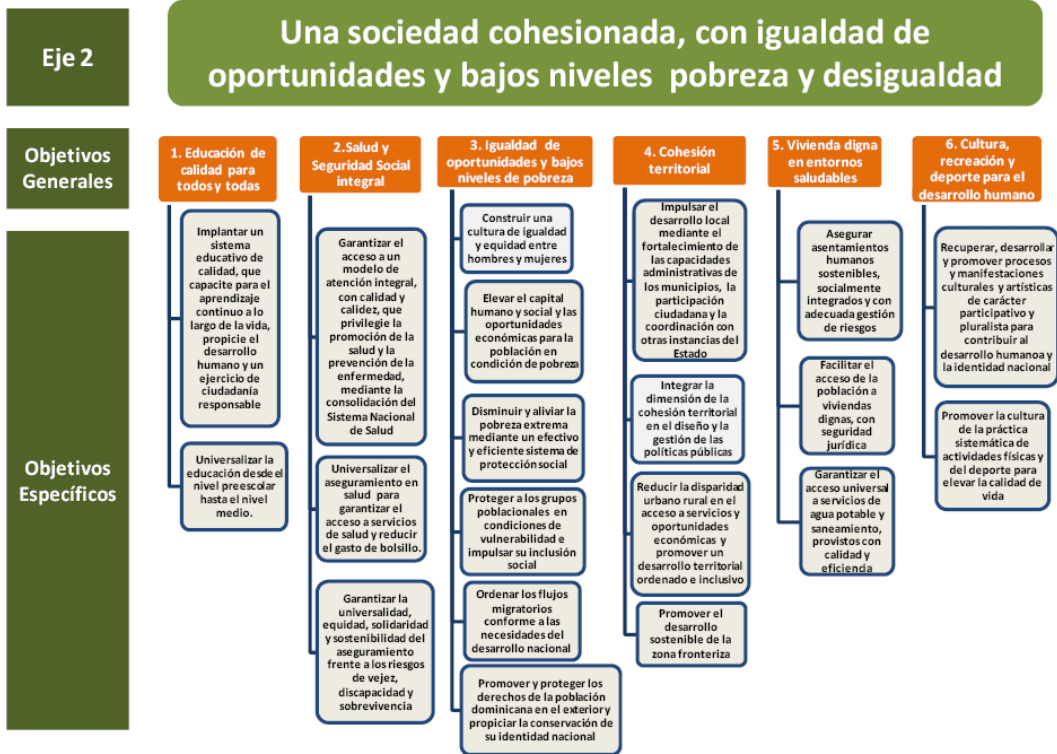 Eje 2
Una sociedad cohesionada, con igualdad de
oportunidades y bajos niveles pobreza y desigualdad
Objetivos
Generales
1. Educación de
calidad para
todos y todas
2.Salud y
Seguridad Social
integral
3. Igualdad de
oportunidades y bajos
niveles de pobreza
4. Cohesión
territorial
5. Vivienda digna
en entornos
saludables
6. Cultura,
recreación y
deporte para el
desarrollo humano
Objetivos
Específicos
Implantar un
sistema
educativo de
calidad, que
capacite para el
aprendizaje
continuo a lo
largo de la vida,
propicie el
desarrollo
humano y un
ejercicio de
ciudadanía
responsable
Universalizar la
educación desde el
nivel preescolar
hasta el nivel
medio.
Garantizar el
acceso a un
modelo de
atención integral,
con calidad y
calidez, que
privilegie la
promoción de la
salud y la
prevención de la
enfermedad,
mediante la
consolidación del
Sistema Nacional
de Salud
Universalizar el
aseguramiento en
salud para
garantizar el
acceso a servicios
de salud y reducir
el gasto de bolsillo.
Garantizar la
universalidad,
equidad, solidaridad
y sostenibilidad del
aseguramiento
frente a los riesgos
de vejez,
discapacidad y
sobrevivencia
Construir una
cultura de igualdad
y equidad entre
hombres y mujeres
Elevar el capital
humano y social y las
oportunidades
económicas para la
población en
condición de pobreza
Disminuir y aliviar la
pobreza extrema
mediante un efectivo
y eficiente sistema de
protección social
Proteger a los grupos
poblacionales en
condiciones de
vulnerabilidad e
impulsar su inclusión
social
Ordenar los flujos
migratorios
conforme a las
necesidades del
desarrollo nacional
Promover y proteger los
derechos de la población
dominicana en el exterior y
propiciar la conservación de
su identidad nacional
Impulsar el
desarrollo local
mediante el
fortalecimiento de
las capacidades
administrativas de
los municipios, la
participación
ciudadana y la
coordinación con
otras instancias del
Estado
Integrar la
dimensión de la
cohesión territorial
en el diseño y la
gestión de las
políticas públicas
Reducir la disparidad
urbano rural en el
acceso a servicios y
oportunidades
económicas y
promover un
desarrollo territorial
ordenado e inclusivo
Promover el
desarrollo
sostenible de la
zona fronteriza
Asegurar
asentamientos
humanos
sostenibles,
socialmente
integrados y con
adecuada gestión
de riesgos
Facilitar el
acceso de la
población a
viviendas
dignas, con
seguridad
jurídica
Garantizar el
acceso universal
a servicios de
agua potable y
saneamiento,
provistos con
calidad y
eficiencia
Recuperar, desarrollar
y promover procesos
y manifestaciones
culturales y artísticas
de carácter
participativo y
pluralista para
contribuir al
desarrollo humanoa y
la identidad nacional
Promover la cultura
de la práctica
sistemática de
actividades físicas y
del deporte para
elevar la calidad de
vida